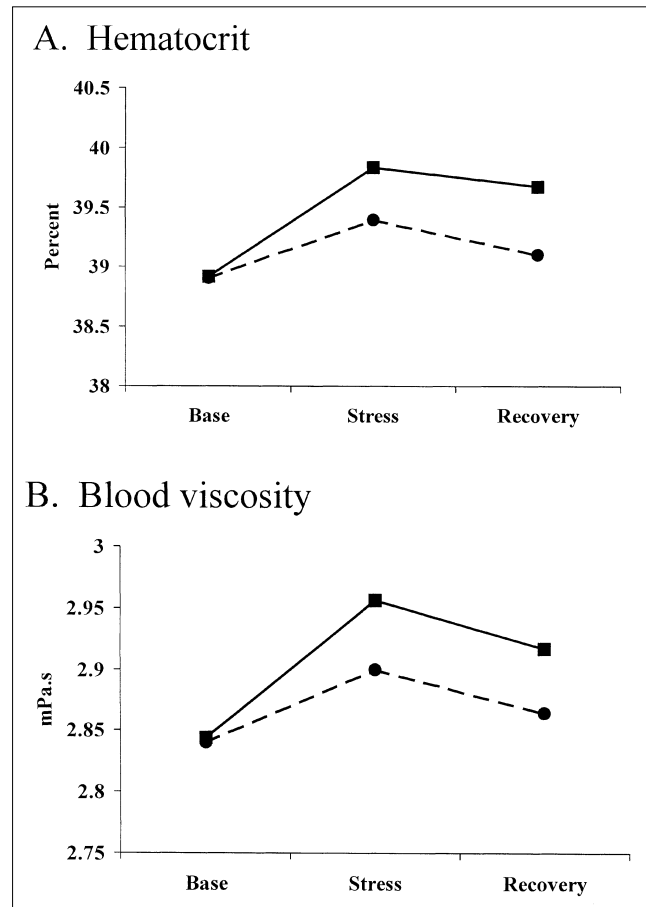 A. Hematocrit
40.5
40
39.5
39
38.5
38
Percent
Base Stress Recovery
B. Blood viscosity
3
2.95
2.9
2.85
2.8
2.75
mPa.s
Base Stress Recovery